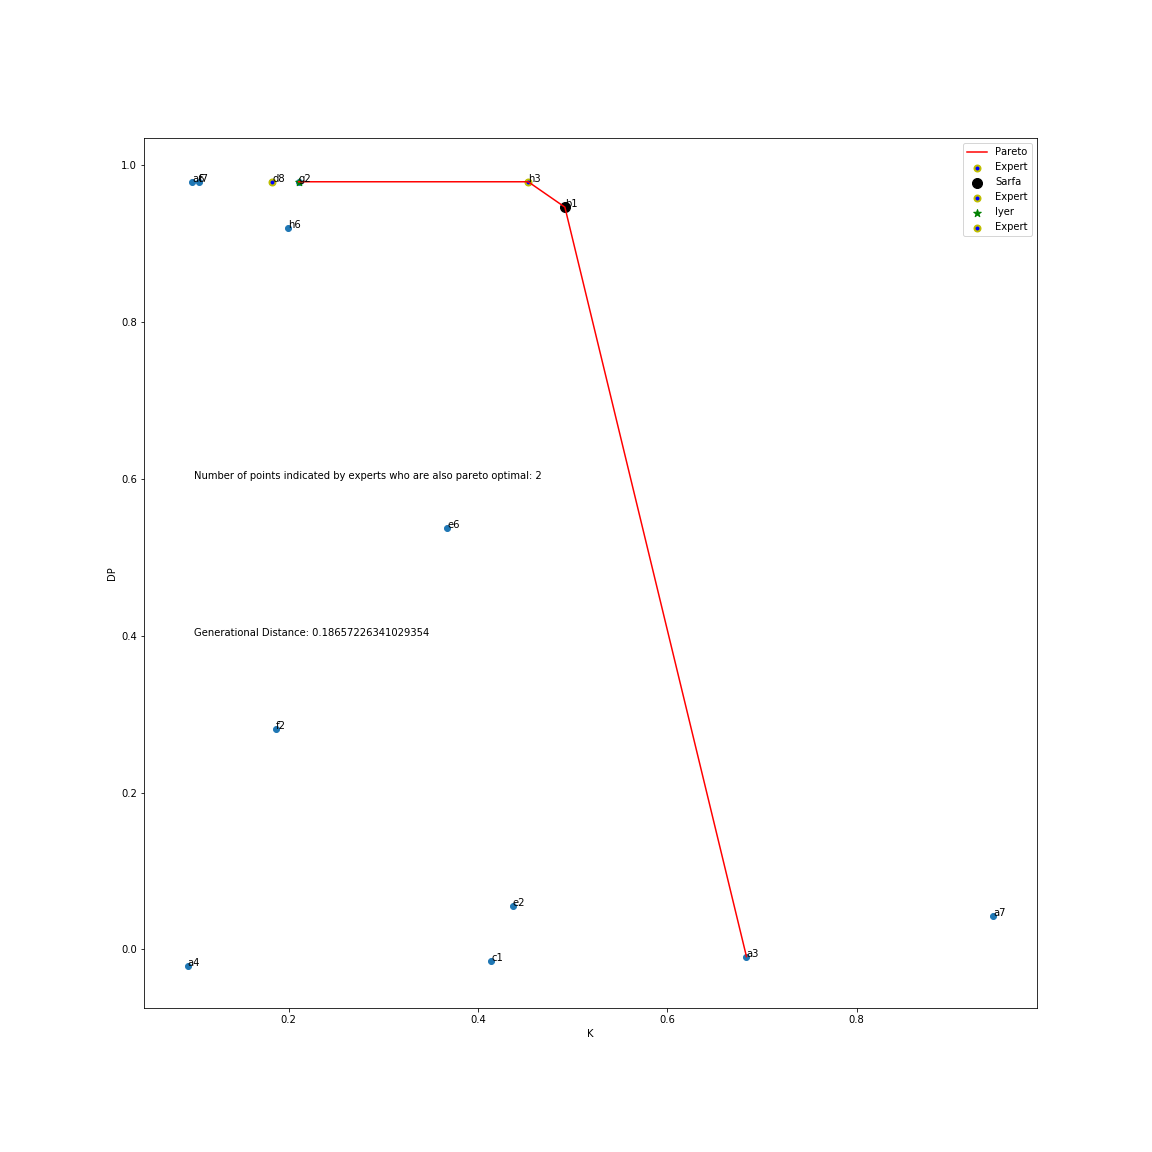 1.0
0.8
0.6
0.4
0.2
0.0
DP
0.2
0.4
0.6
0.8
K
Pareto
Expert
Sarfa
Expert
Iyer
Expert
f7
d8
g2
h3
b1
h6
Number of points indicated by experts who are also pareto optimal: 2
e6
Generational Distance: 0.18657226341029354
f2
e2
a7
a3
c1
a4